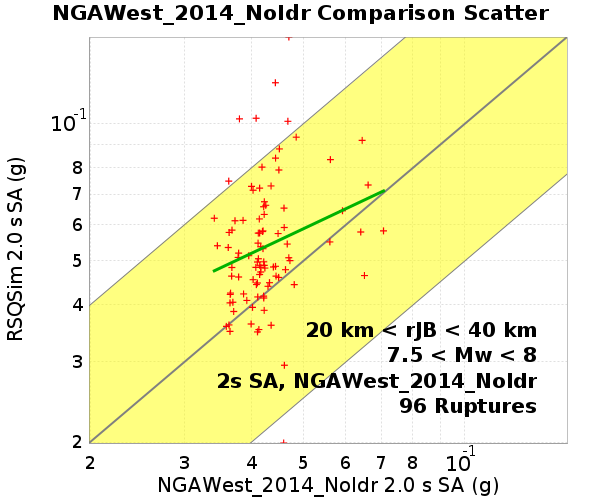 NGAWest_2014_NoIdr Comparison Scatter
RSQSim 2.0 s SA (g)
10⁻¹
8
7
6
5
4
3
2
20 km < rJB < 40 km
7.5 < Mw < 8
2s SA, NGAWest_2014_NoIdr
96 Ruptures
2 3 4 5 6 7 8 10⁻¹
NGAWest_2014_NoIdr 2.0 s SA (g)